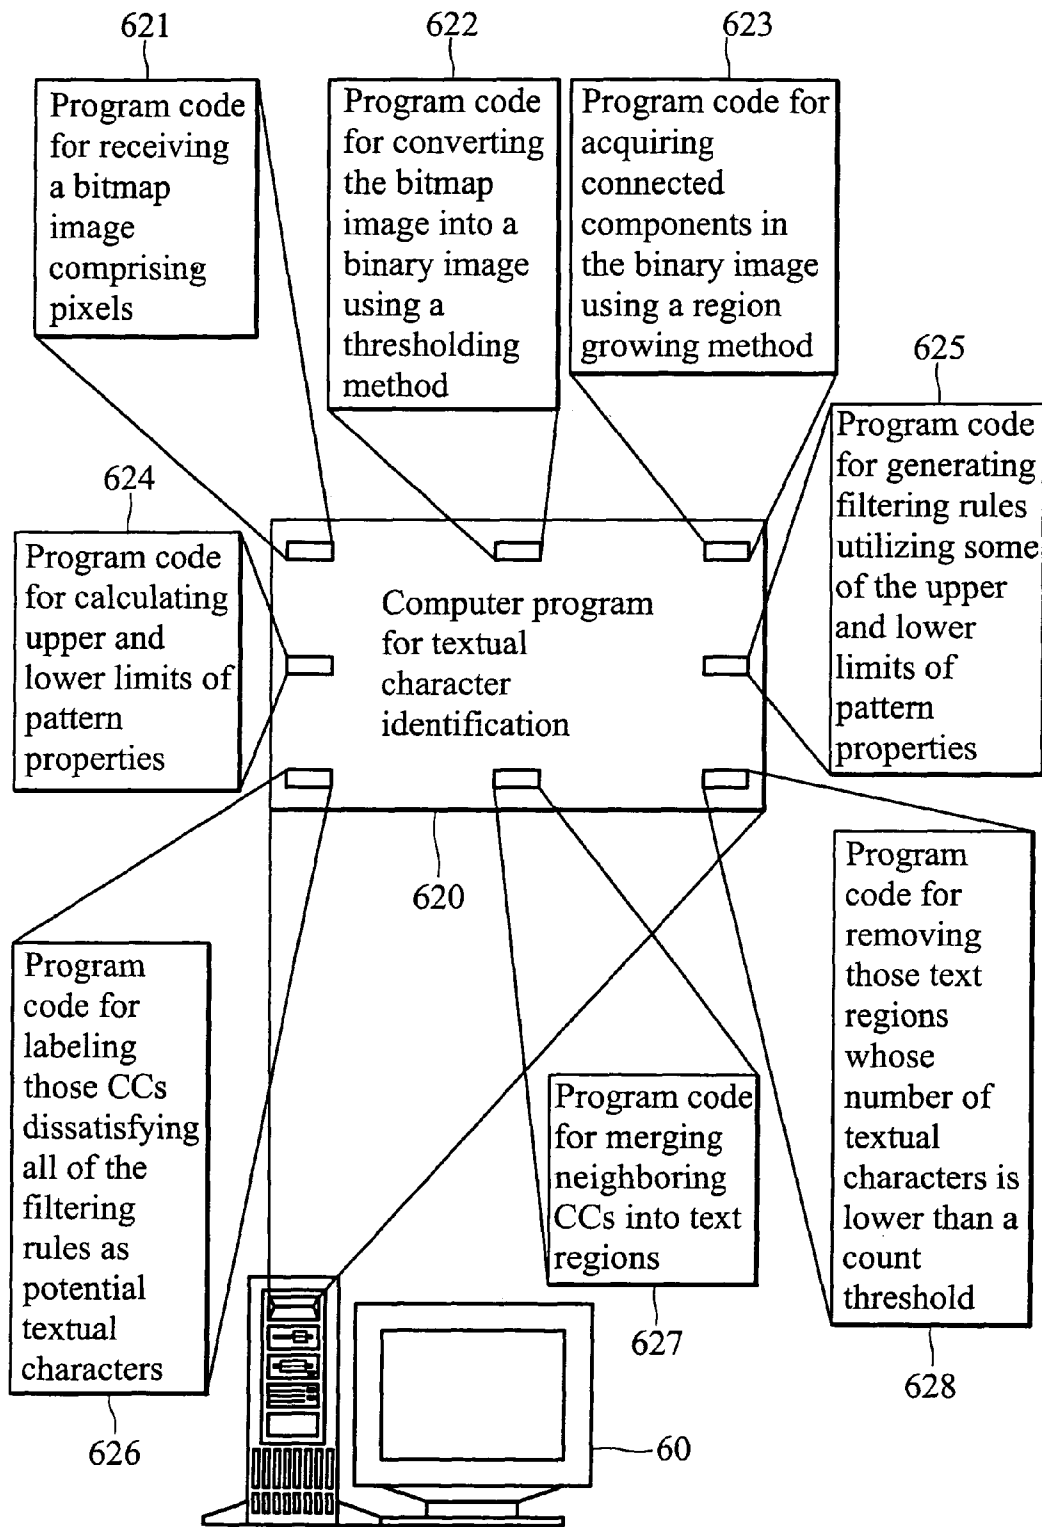 621
622
623
Program code
for receiving
a bitmap
image
comprising
pixels
Program code
for converting
the bitmap
image into a
binary image
using a
thresholding
method
Program code for
acquiring
connected
components in
the binary image
using a region
growing method
625
Program code
for generating
filtering rules
utilizing some
of the upper
and lower
limits of
pattern
properties
624
Program code
for calculating
upper and
lower limits of
pattern
properties
Computer program
for textual
character
identification
620
Program
code for
labeling
those CCs
dissatisfying
all of the
filtering
rules as
potential
textual
characters
626
Program code
for merging
neighboring
CCs into text
regions
627
Program
code for
removing
those text
regions
whose
number of
textual
characters is
lower than a
count
threshold
628
60